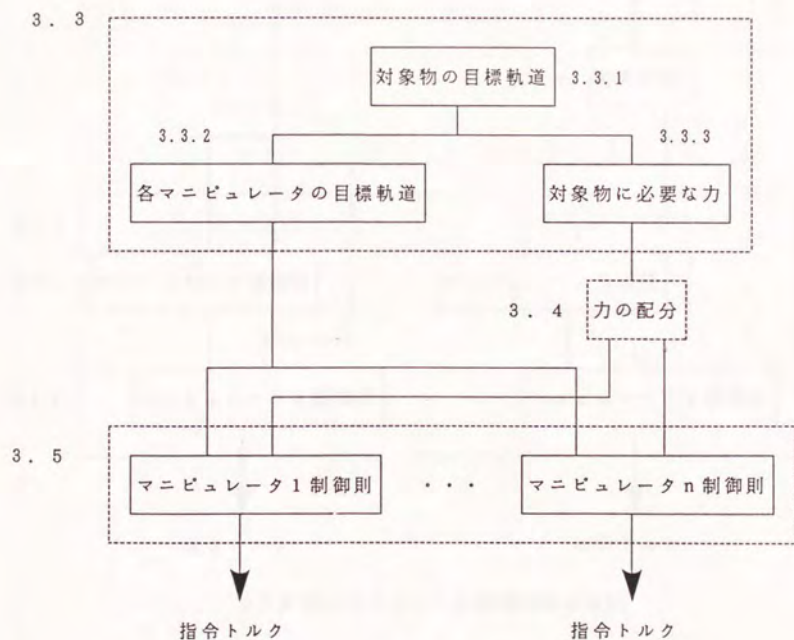 3. 3
対象物の目標軌道
3.3.1
3.3.2
3.3.3
各マニピュレータの目標軌道
対象物に必要な力
3. 4
力の配分
3. 5
マニピュレータ1制御則
・・・
マニピュレータn制御則
指令トルク
指令トルク